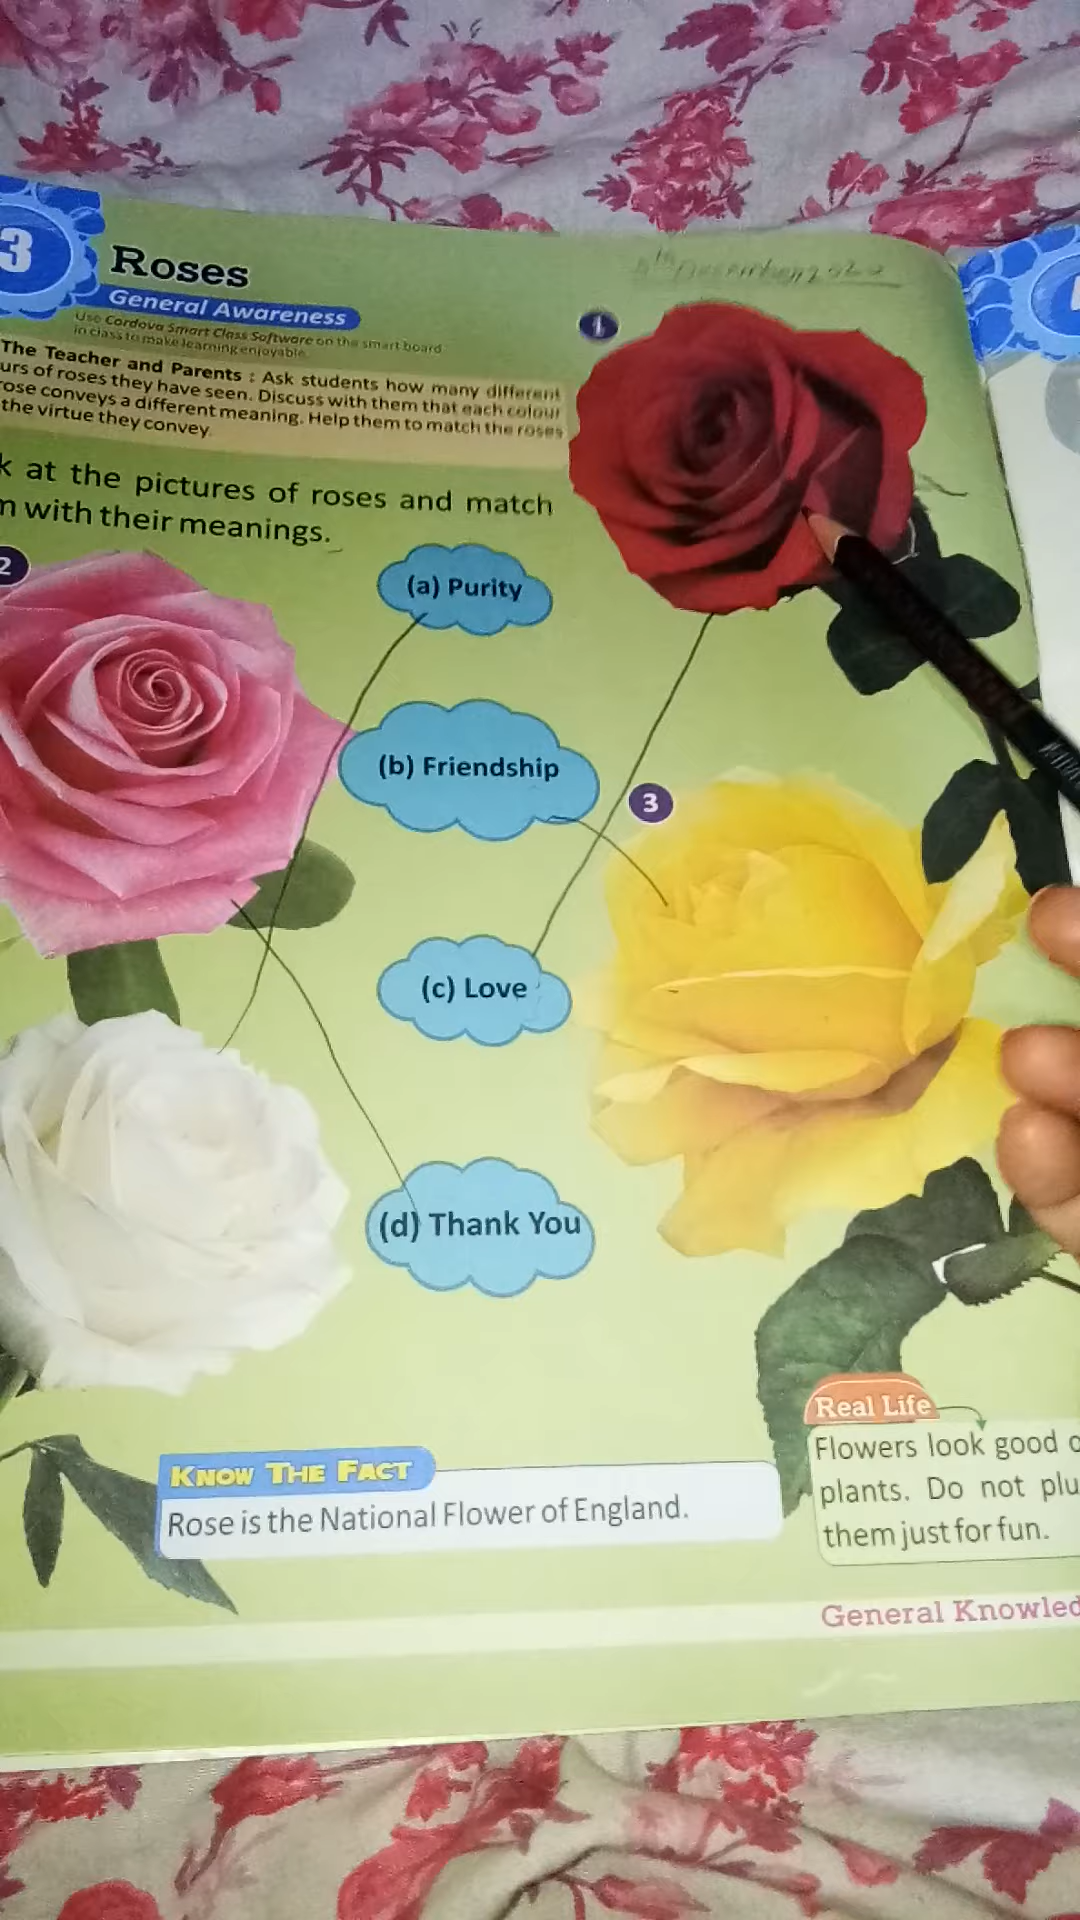 3
Roses
General Awareness
Use Cordova Smart Class Software on the smart board
in class to make learning enjoyable.
The Teacher and Parents : Ask students how many different
urs of roses they have seen. Discuss with them that each colour
rose conveys a different meaning. Help them to match the roses
the virtue they convey.
k at the pictures of roses and match
m with their meanings.
1
2
(a) Purity
(b) Friendship
3
(c) Love
(d) Thank You
Real Life
Flowers look good o
plants. Do not plu
them just for fun.
KNOW THE FACT
Rose is the National Flower of England.
General Knowled